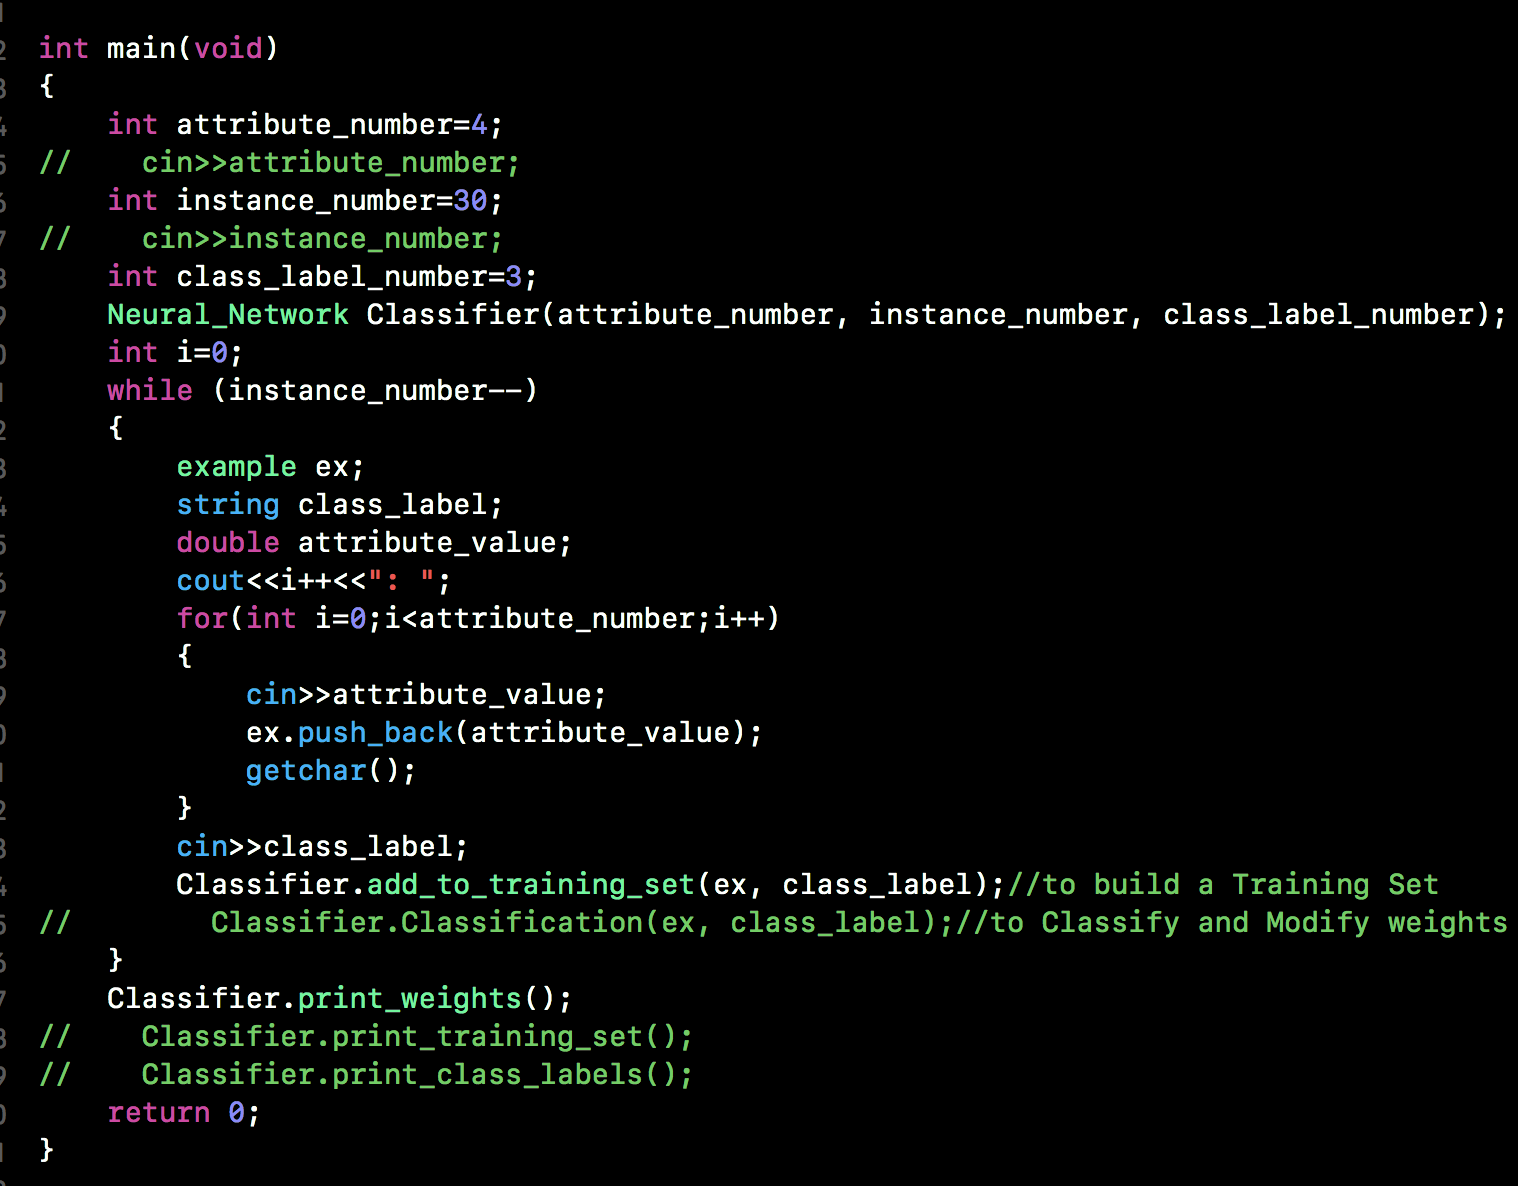 int main(void)
{
    int attribute_number=4;
//    cin>>attribute_number;
    int instance_number=30;
//    cin>>instance_number;
    int class_label_number=3;
    Neural_Network Classifier(attribute_number, instance_number, class_label_number);
    int i=0;
    while (instance_number--)
    {
        example ex;
        string class_label;
        double attribute_value;
        cout<<i++<<": ";
        for(int i=0;i<attribute_number;i++)
        {
            cin>>attribute_value;
            ex.push_back(attribute_value);
            getchar();
        }
        cin>>class_label;
        Classifier.add_to_training_set(ex, class_label);//to build a Training Set
//        Classifier.Classification(ex, class_label);//to Classify and Modify weights
    }
    Classifier.print_weights();
//    Classifier.print_training_set();
//    Classifier.print_class_labels();
    return 0;
}